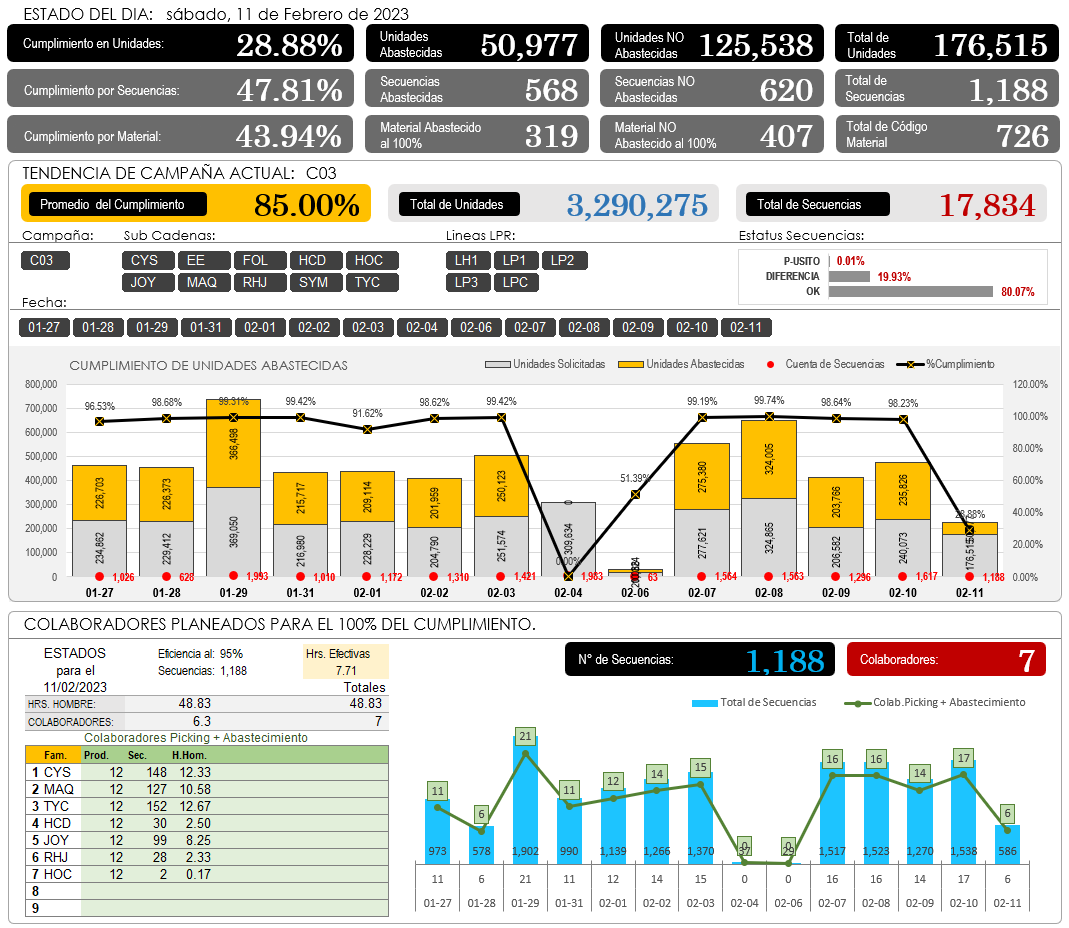 ESTADO DEL DIA: sábado, 11 de Febrero de 2023
Cumplimiento en Unidades: 28.88%
Unidades Abastecidas 50,977
Unidades NO Abastecidas 125,538
Total de Unidades 176,515
Cumplimiento por Secuencias: 47.81%
Secuencias Abastecidas 568
Secuencias NO Abastecidas 620
Total de Secuencias 1,188
Cumplimiento por Material: 43.94%
Material Abastecido al 100% 319
Material NO Abastecido al 100% 407
Total de Código Material 726
TENDENCIA DE CAMPAÑA ACTUAL: C03
Promedio del Cumplimiento 85.00%
Total de Unidades 3,290,275
Total de Secuencias 17,834
Campaña:
C03
Sub Cadenas:
CYS EE FOL HCD HOC
JOY MAQ RHJ SYM TYC
Lineas LPR:
LH1 LP1 LP2
LP3 LPC
Estatus Secuencias:
P-USITO 0.01%
DIFERENCIA 19.93%
OK 80.07%
Fecha:
01-27 01-28 01-29 01-31 02-01 02-02 02-03 02-04 02-06 02-07 02-08 02-09 02-10 02-11
CUMPLIMIENTO DE UNIDADES ABASTECIDAS
Unidades Solicitadas Unidades Abastecidas Cuenta de Secuencias %Cumplimiento
800,000
700,000
600,000
500,000
400,000
300,000
200,000
100,000
0
120.00%
100.00%
80.00%
60.00%
40.00%
20.00%
0.00%
96.53% 98.68% 99.31% 99.42% 91.62% 98.62% 99.42% 0.00% 51.39% 99.19% 99.74% 98.64% 98.23% 28.88%
226,703 226,373 366,498 215,717 209,114 201,959 250,123 0 275,380 324,005 203,766 235,826
234,862 229,412 369,050 216,980 228,229 204,790 251,574 309,634 277,621 324,865 206,582 240,073 176,515
1,026 628 1,993 1,010 1,172 1,310 1,421 1,983 63 1,564 1,563 1,296 1,617 1,188
01-27 01-28 01-29 01-31 02-01 02-02 02-03 02-04 02-06 02-07 02-08 02-09 02-10 02-11
COLABORADORES PLANEADOS PARA EL 100% DEL CUMPLIMIENTO.
ESTADOS
para el
11/02/2023
Eficiencia al: 95%
Secuencias: 1,188
Hrs. Efectivas
7.71
Totales
HRS. HOMBRE: 48.83 48.83
COLABORADORES: 6.3 7
Colaboradores Picking + Abastecimiento
Fam. Prod. Sec. H.Hom.
1 CYS 12 148 12.33
2 MAQ 12 127 10.58
3 TYC 12 152 12.67
4 HCD 12 30 2.50
5 JOY 12 99 8.25
6 RHJ 12 28 2.33
7 HOC 12 2 0.17
8
9
N° de Secuencias: 1,188
Colaboradores: 7
Total de Secuencias Colab.Picking + Abastecimiento
11 6 21 11 12 14 15 0 0 16 16 14 17 6
973 578 1,902 990 1,139 1,266 1,370 37 29 1,517 1,523 1,270 1,538 586
11 6 21 11 12 14 15 0 0 16 16 14 17 6
01-27 01-28 01-29 01-31 02-01 02-02 02-03 02-04 02-06 02-07 02-08 02-09 02-10 02-11